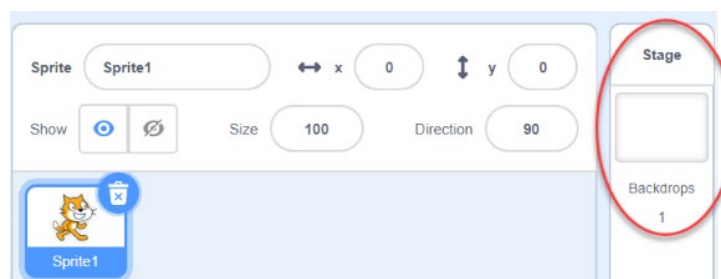 Sprite Sprite1 x 0 y 0
Show Size 100 Direction 90
Sprite1
Stage
Backdrops
1